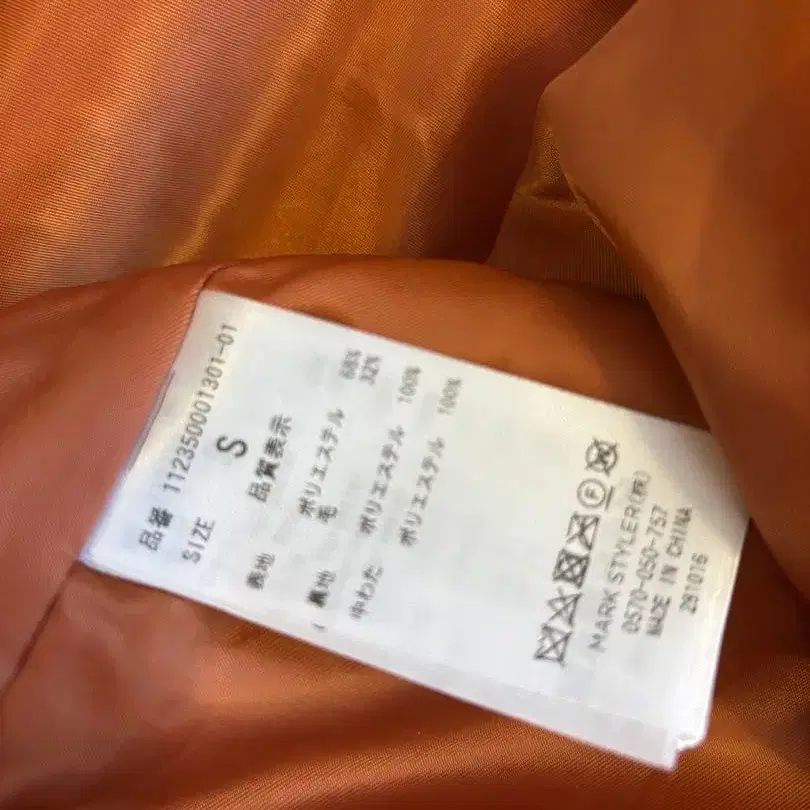 品番 112350001301-01
SIZE S
品質表示
表地 ポリエステル 68%
毛 32%
裏地 ポリエステル 100%
中わた ポリエステル 100%
MARK STYLER(株)
0570-050-757
MADE IN CHINA
291016